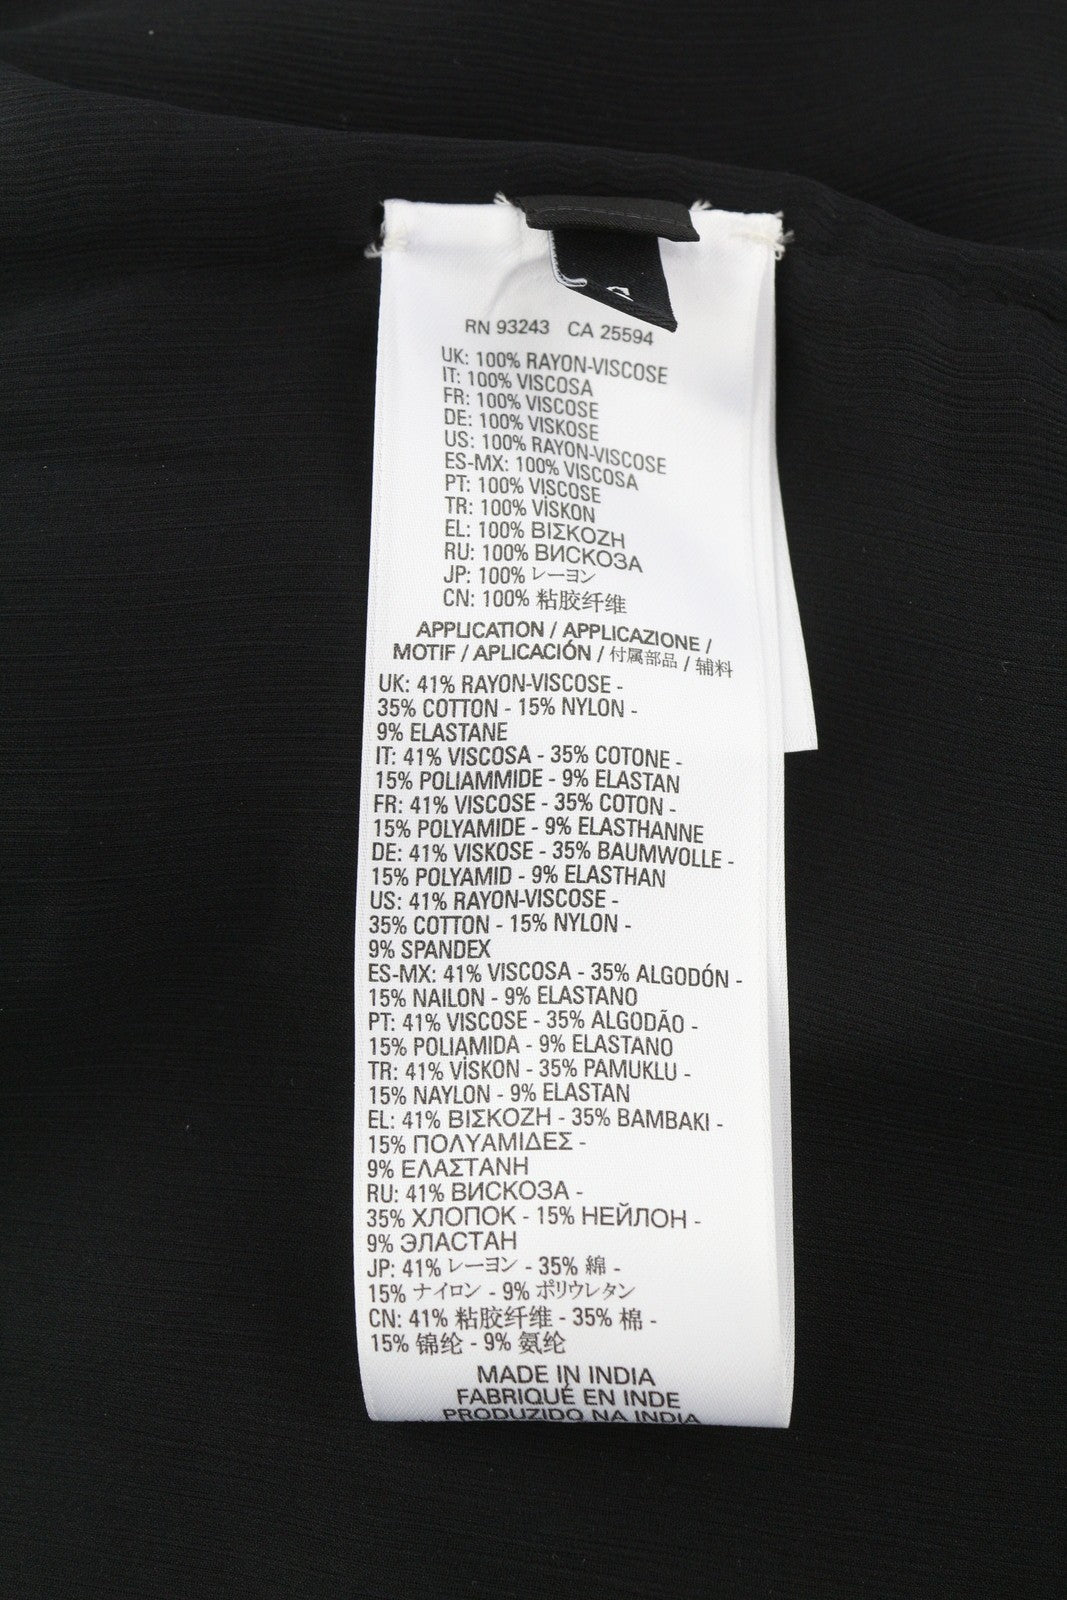 RN 93243 CA 25594
UK: 100% RAYON-VISCOSE
IT: 100% VISCOSA
FR: 100% VISCOSE
DE: 100% VISKOSE
US: 100% RAYON-VISCOSE
ES-MX: 100% VISCOSA
PT: 100% VISCOSE
TR: 100% VİSKON
EL: 100% ΒΙΣΚΟΖΗ
RU: 100% ВИСКОЗА
JP: 100% レーヨン
CN: 100% 粘胶纤维
APPLICATION / APPLICAZIONE /
MOTIF / APLICACIÓN / 付属部品 / 辅料
UK: 41% RAYON-VISCOSE -
35% COTTON - 15% NYLON -
9% ELASTANE
IT: 41% VISCOSA - 35% COTONE -
15% POLIAMMIDE - 9% ELASTAN
FR: 41% VISCOSE - 35% COTON -
15% POLYAMIDE - 9% ELASTHANNE
DE: 41% VISKOSE - 35% BAUMWOLLE -
15% POLYAMID - 9% ELASTHAN
US: 41% RAYON-VISCOSE -
35% COTTON - 15% NYLON -
9% SPANDEX
ES-MX: 41% VISCOSA - 35% ALGODÓN -
15% NAILON - 9% ELASTANO
PT: 41% VISCOSE - 35% ALGODÃO -
15% POLIAMIDA - 9% ELASTANO
TR: 41% VİSKON - 35% PAMUKLU -
15% NAYLON - 9% ELASTAN
EL: 41% ΒΙΣΚΟΖΗ - 35% ΒΑΜΒΑΚΙ -
15% ΠΟΛΥΑΜΙΔΕΣ -
9% ΕΛΑΣΤΑΝΗ
RU: 41% ВИСКОЗА -
35% ХЛОПОК - 15% НЕЙЛОН -
9% ЭЛАСТАН
JP: 41% レーヨン - 35% 綿 -
15% ナイロン - 9% ポリウレタン
CN: 41% 粘胶纤维 - 35% 棉 -
15% 锦纶 - 9% 氨纶
MADE IN INDIA
FABRIQUÉ EN INDE
PRODUZIDO NA INDIA